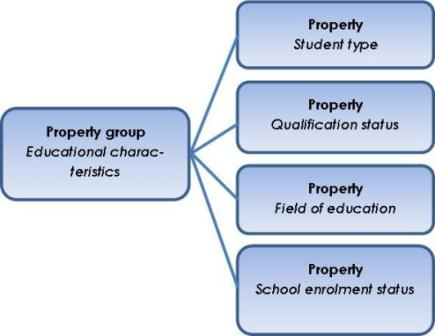 Property
Student type
Property
Qualification status
Property group
Educational charac-
teristics
Property
Field of education
Property
School enrolment status